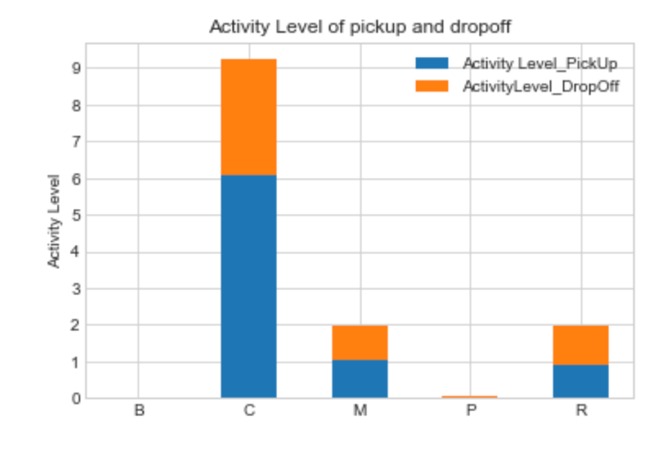 Activity Level of pickup and dropoff
Activity Level_PickUp
ActivityLevel_DropOff
Activity Level
9
8
7
6
5
4
3
2
1
0
B C M P R